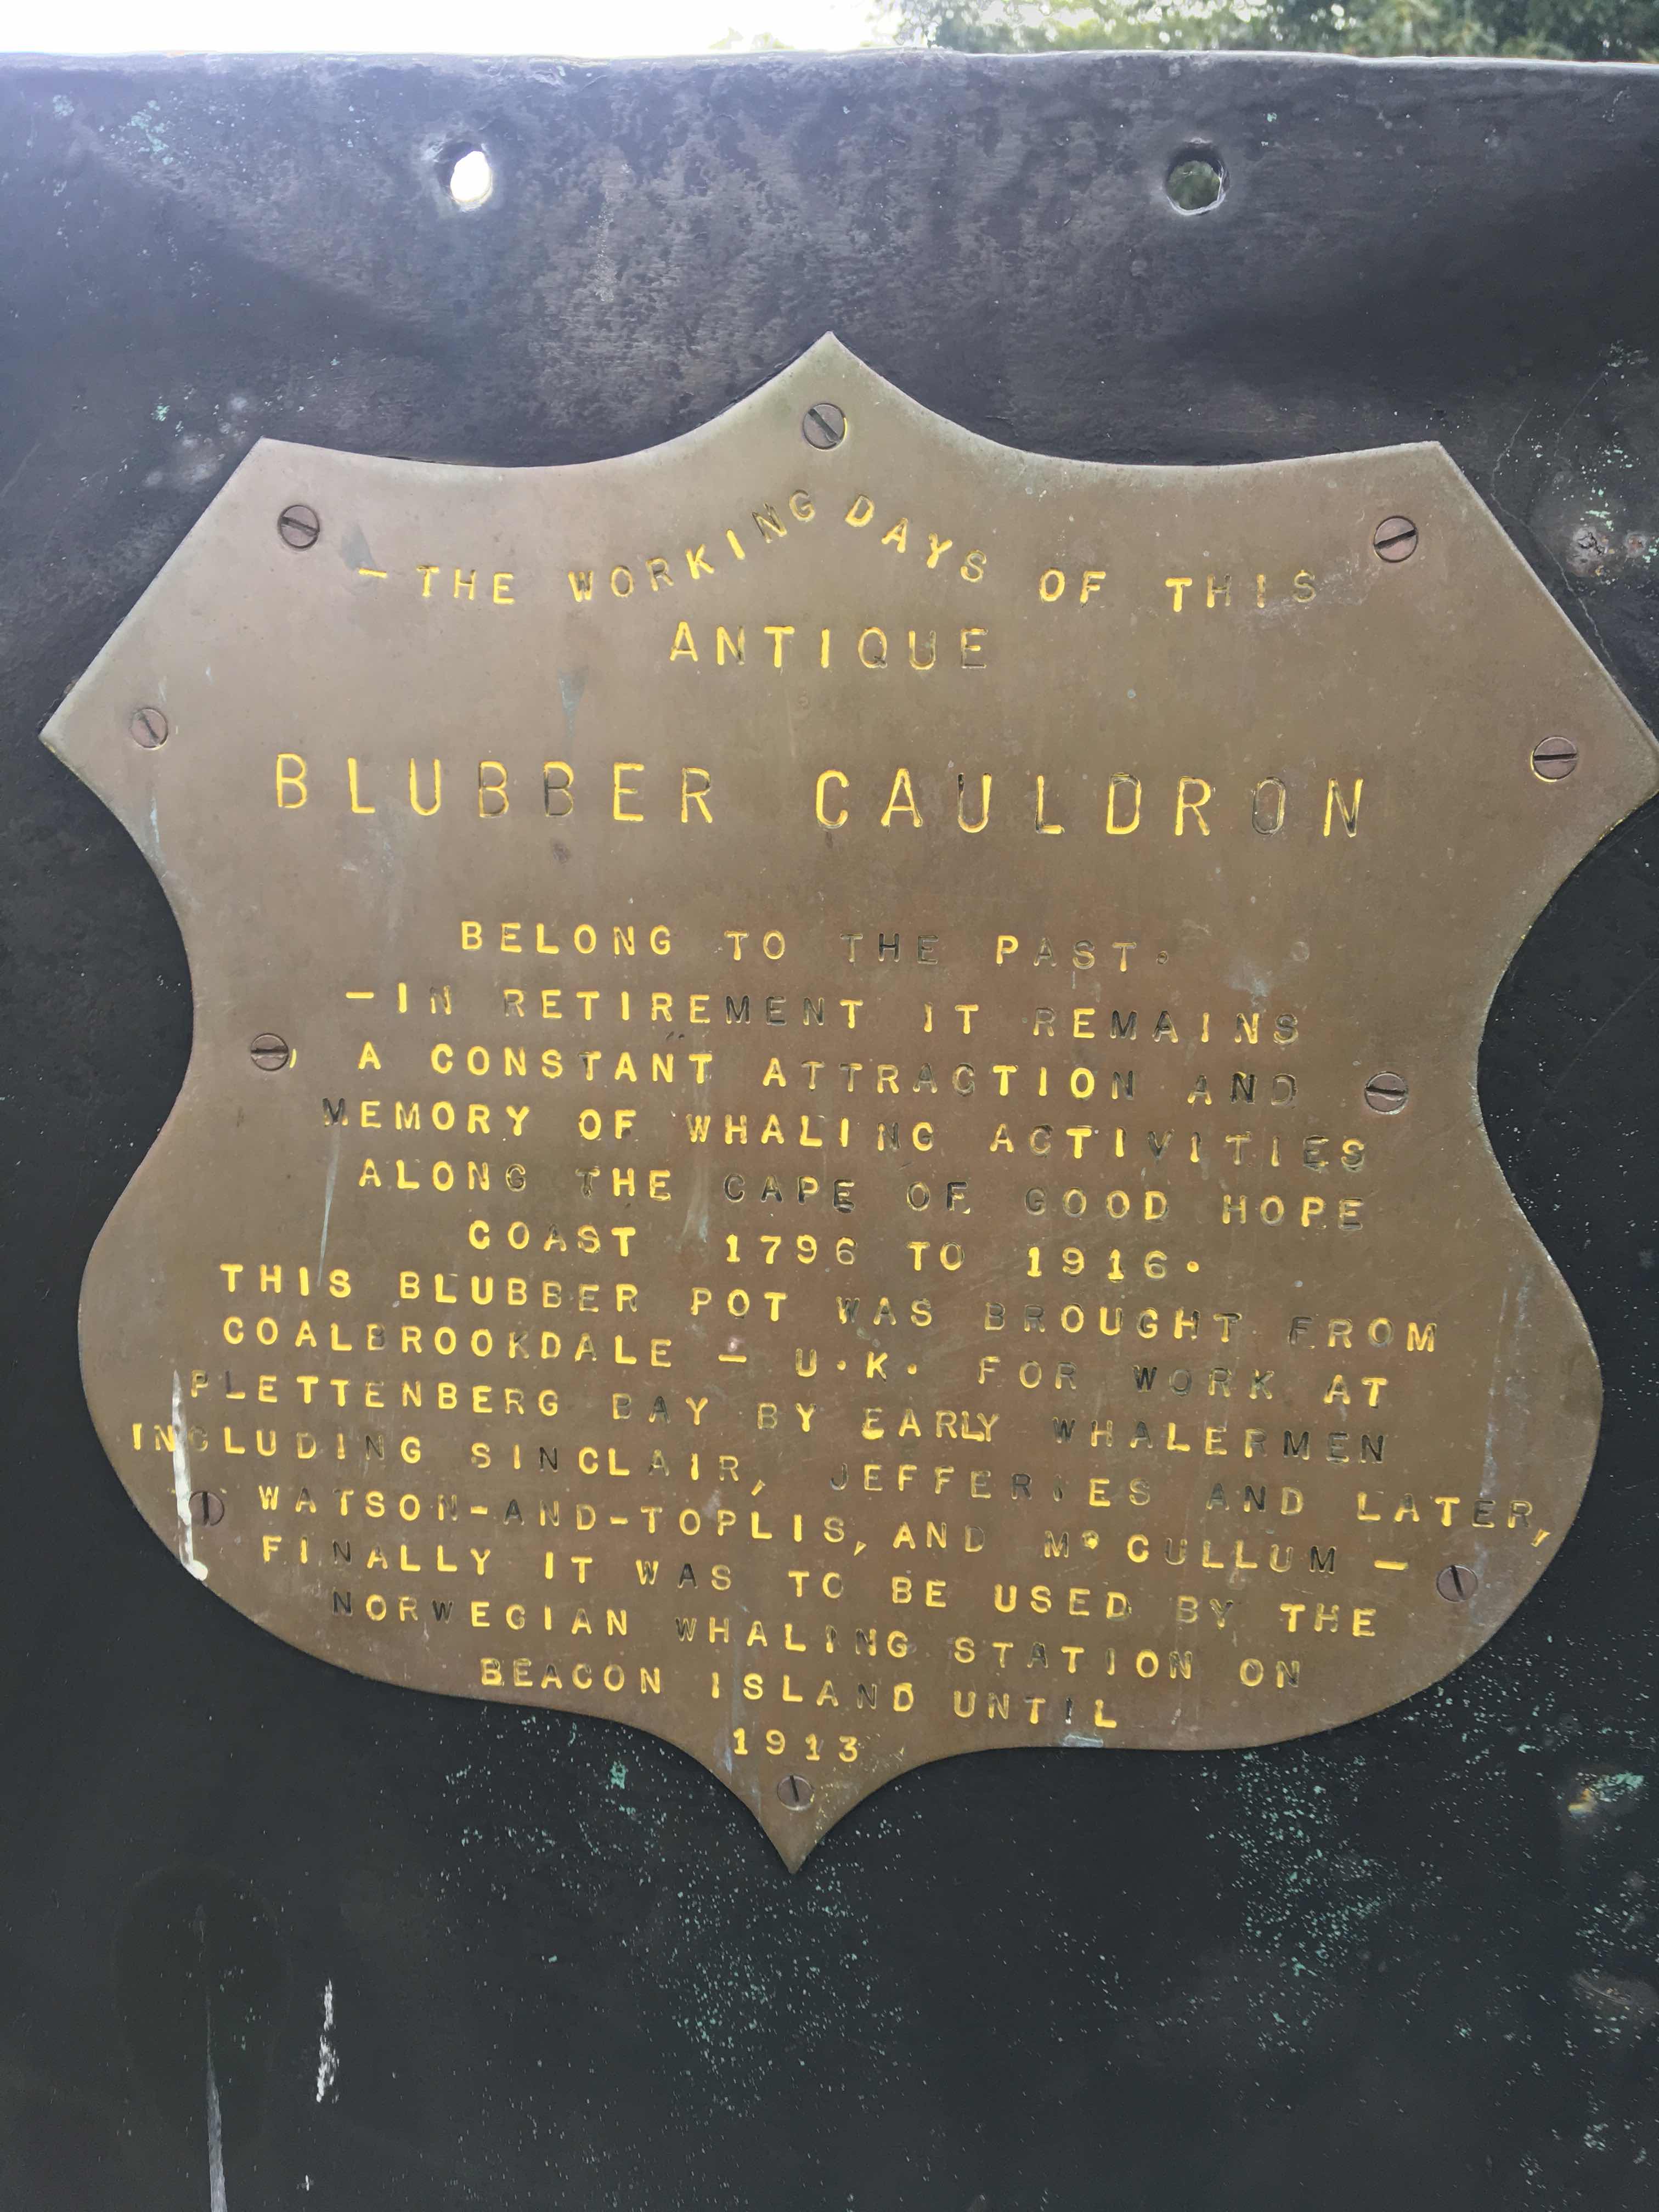 — THE WORKING DAYS OF THIS
ANTIQUE
BLUBBER CAULDRON
BELONG TO THE PAST.
— IN RETIREMENT IT REMAINS
A CONSTANT ATTRACTION AND
MEMORY OF WHALING ACTIVITIES
ALONG THE CAPE OF GOOD HOPE
COAST 1796 TO 1916.
THIS BLUBBER POT WAS BROUGHT FROM
COALBROOKDALE — U.K. FOR WORK AT
PLETTENBERG BAY BY EARLY WHALERMEN
INCLUDING SINCLAIR, JEFFERIES AND LATER,
WATSON-AND-TOPLIS, AND McCULLUM —
FINALLY IT WAS TO BE USED BY THE
NORWEGIAN WHALING STATION ON
BEACON ISLAND UNTIL
1913